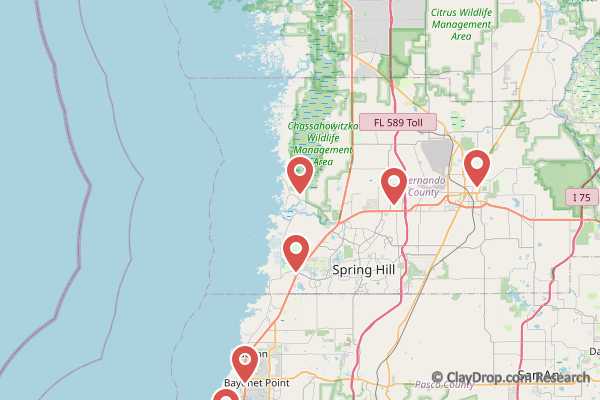 Citrus Wildlife
Management
Area
FL 589 Toll
Chassahowitzka
Wildlife
Management
Area
Hernando
County
I 75
Spring Hill
Bayonet Point
Pasco County
San An
Da
© ClayDrop.com Research